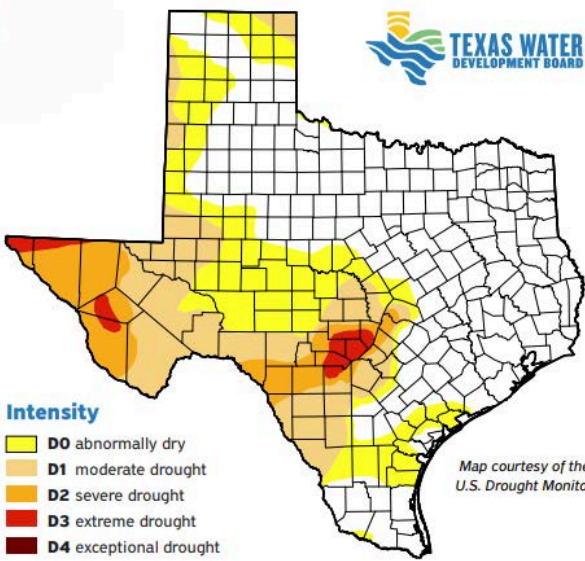 TEXAS WATER
DEVELOPMENT BOARD
Intensity
D0 abnormally dry
D1 moderate drought
D2 severe drought
D3 extreme drought
D4 exceptional drought
Map courtesy of the
U.S. Drought Monito